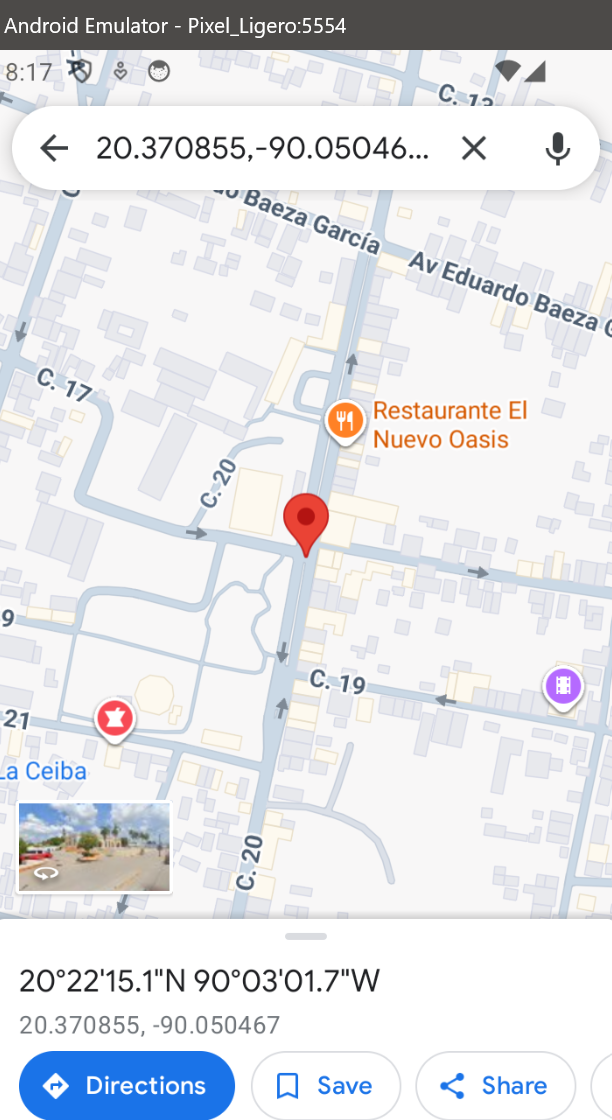 Android Emulator - Pixel_Ligero:5554
8:17
C. 13
20.370855,-90.05046...
do Baeza García
Av Eduardo Baeza G
C. 17
Restaurante El
Nuevo Oasis
C. 20
C. 19
9
21
La Ceiba
C. 20
20°22'15.1"N 90°03'01.7"W
20.370855, -90.050467
Directions
Save
Share